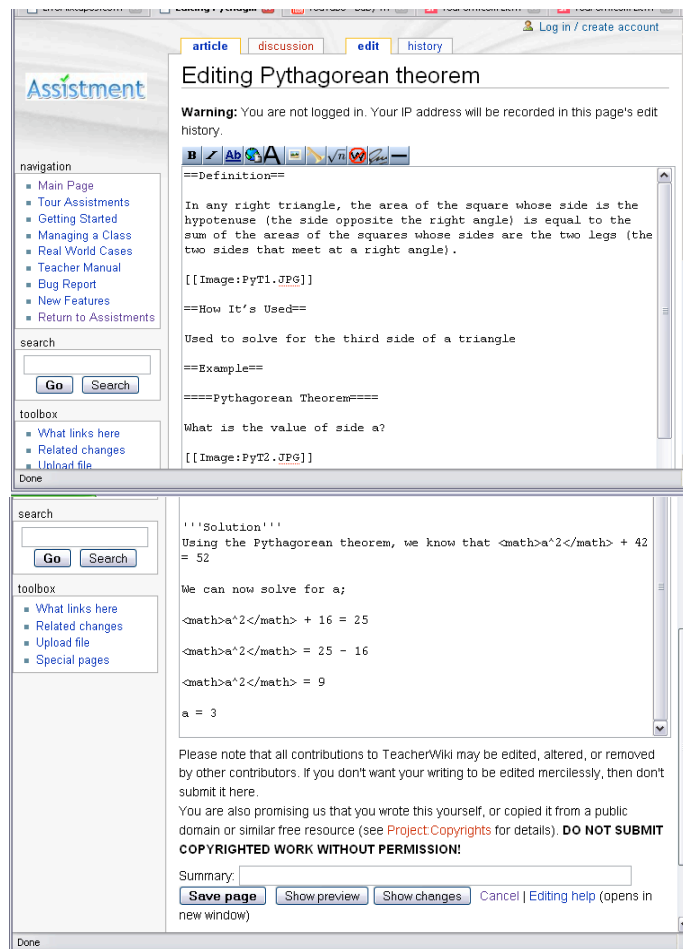 Log in / create account
article discussion edit history
Assistment
Editing Pythagorean theorem
Warning: You are not logged in. Your IP address will be recorded in this page's edit
history.
navigation
Main Page
Tour Assistments
Getting Started
Managing a Class
Real World Cases
Teacher Manual
Bug Report
New Features
Return to Assistments
search
Go Search
toolbox
What links here
Related changes
Upload file
==Definition==
In any right triangle, the area of the square whose side is the
hypotenuse (the side opposite the right angle) is equal to the
sum of the areas of the squares whose sides are the two legs (the
two sides that meet at a right angle).
[[Image:PyT1.JPG]]
==How It's Used==
Used to solve for the third side of a triangle
==Example==
====Pythagorean Theorem====
What is the value of side a?
[[Image:PyT2.JPG]]
Done
search
Go Search
toolbox
What links here
Related changes
Upload file
Special pages
'''Solution'''
Using the Pythagorean theorem, we know that <math>a^2</math> + 42
= 52
We can now solve for a;
<math>a^2</math> + 16 = 25
<math>a^2</math> = 25 - 16
<math>a^2</math> = 9
a = 3
Please note that all contributions to TeacherWiki may be edited, altered, or removed
by other contributors. If you don't want your writing to be edited mercilessly, then don't
submit it here.
You are also promising us that you wrote this yourself, or copied it from a public
domain or similar free resource (see Project:Copyrights for details). DO NOT SUBMIT
COPYRIGHTED WORK WITHOUT PERMISSION!
Summary:
Save page Show preview Show changes Cancel | Editing help (opens in
new window)
Done